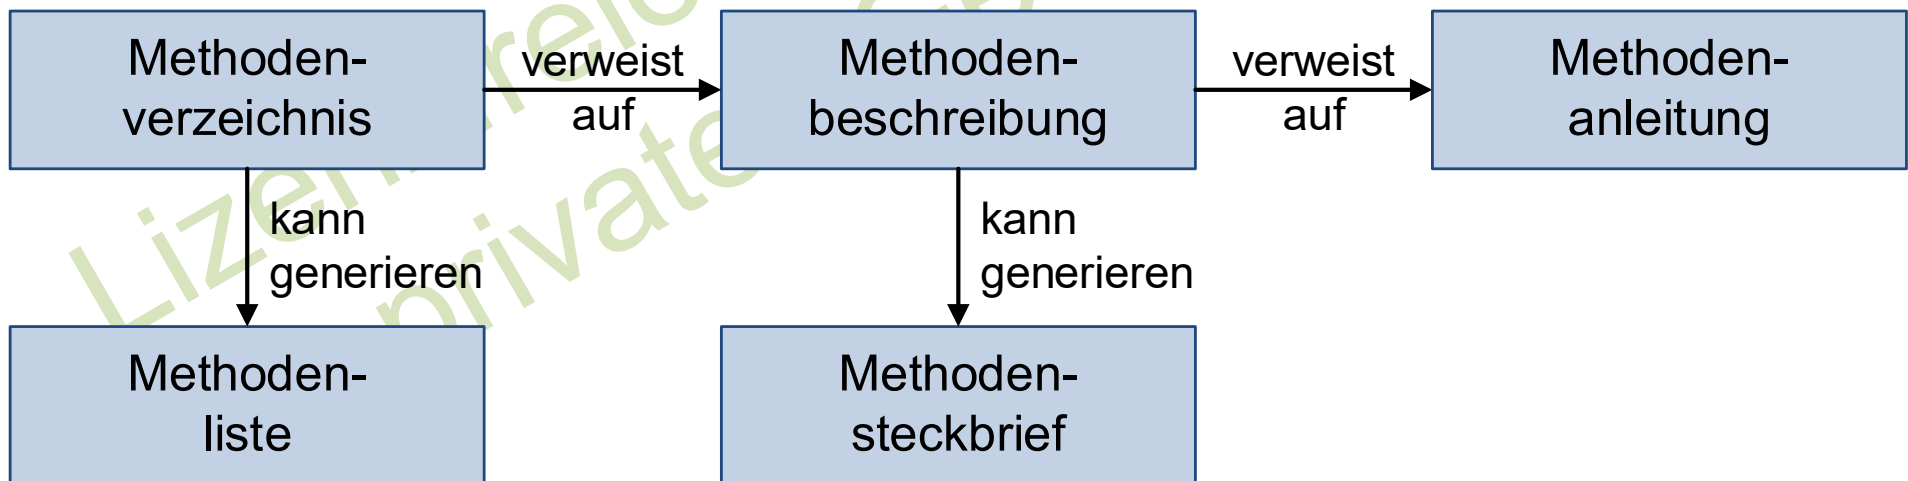 Methoden-
verzeichnis
verweist
auf
Methoden-
beschreibung
verweist
auf
Methoden-
anleitung
kann
generieren
kann
generieren
Methoden-
liste
Methoden-
steckbrief